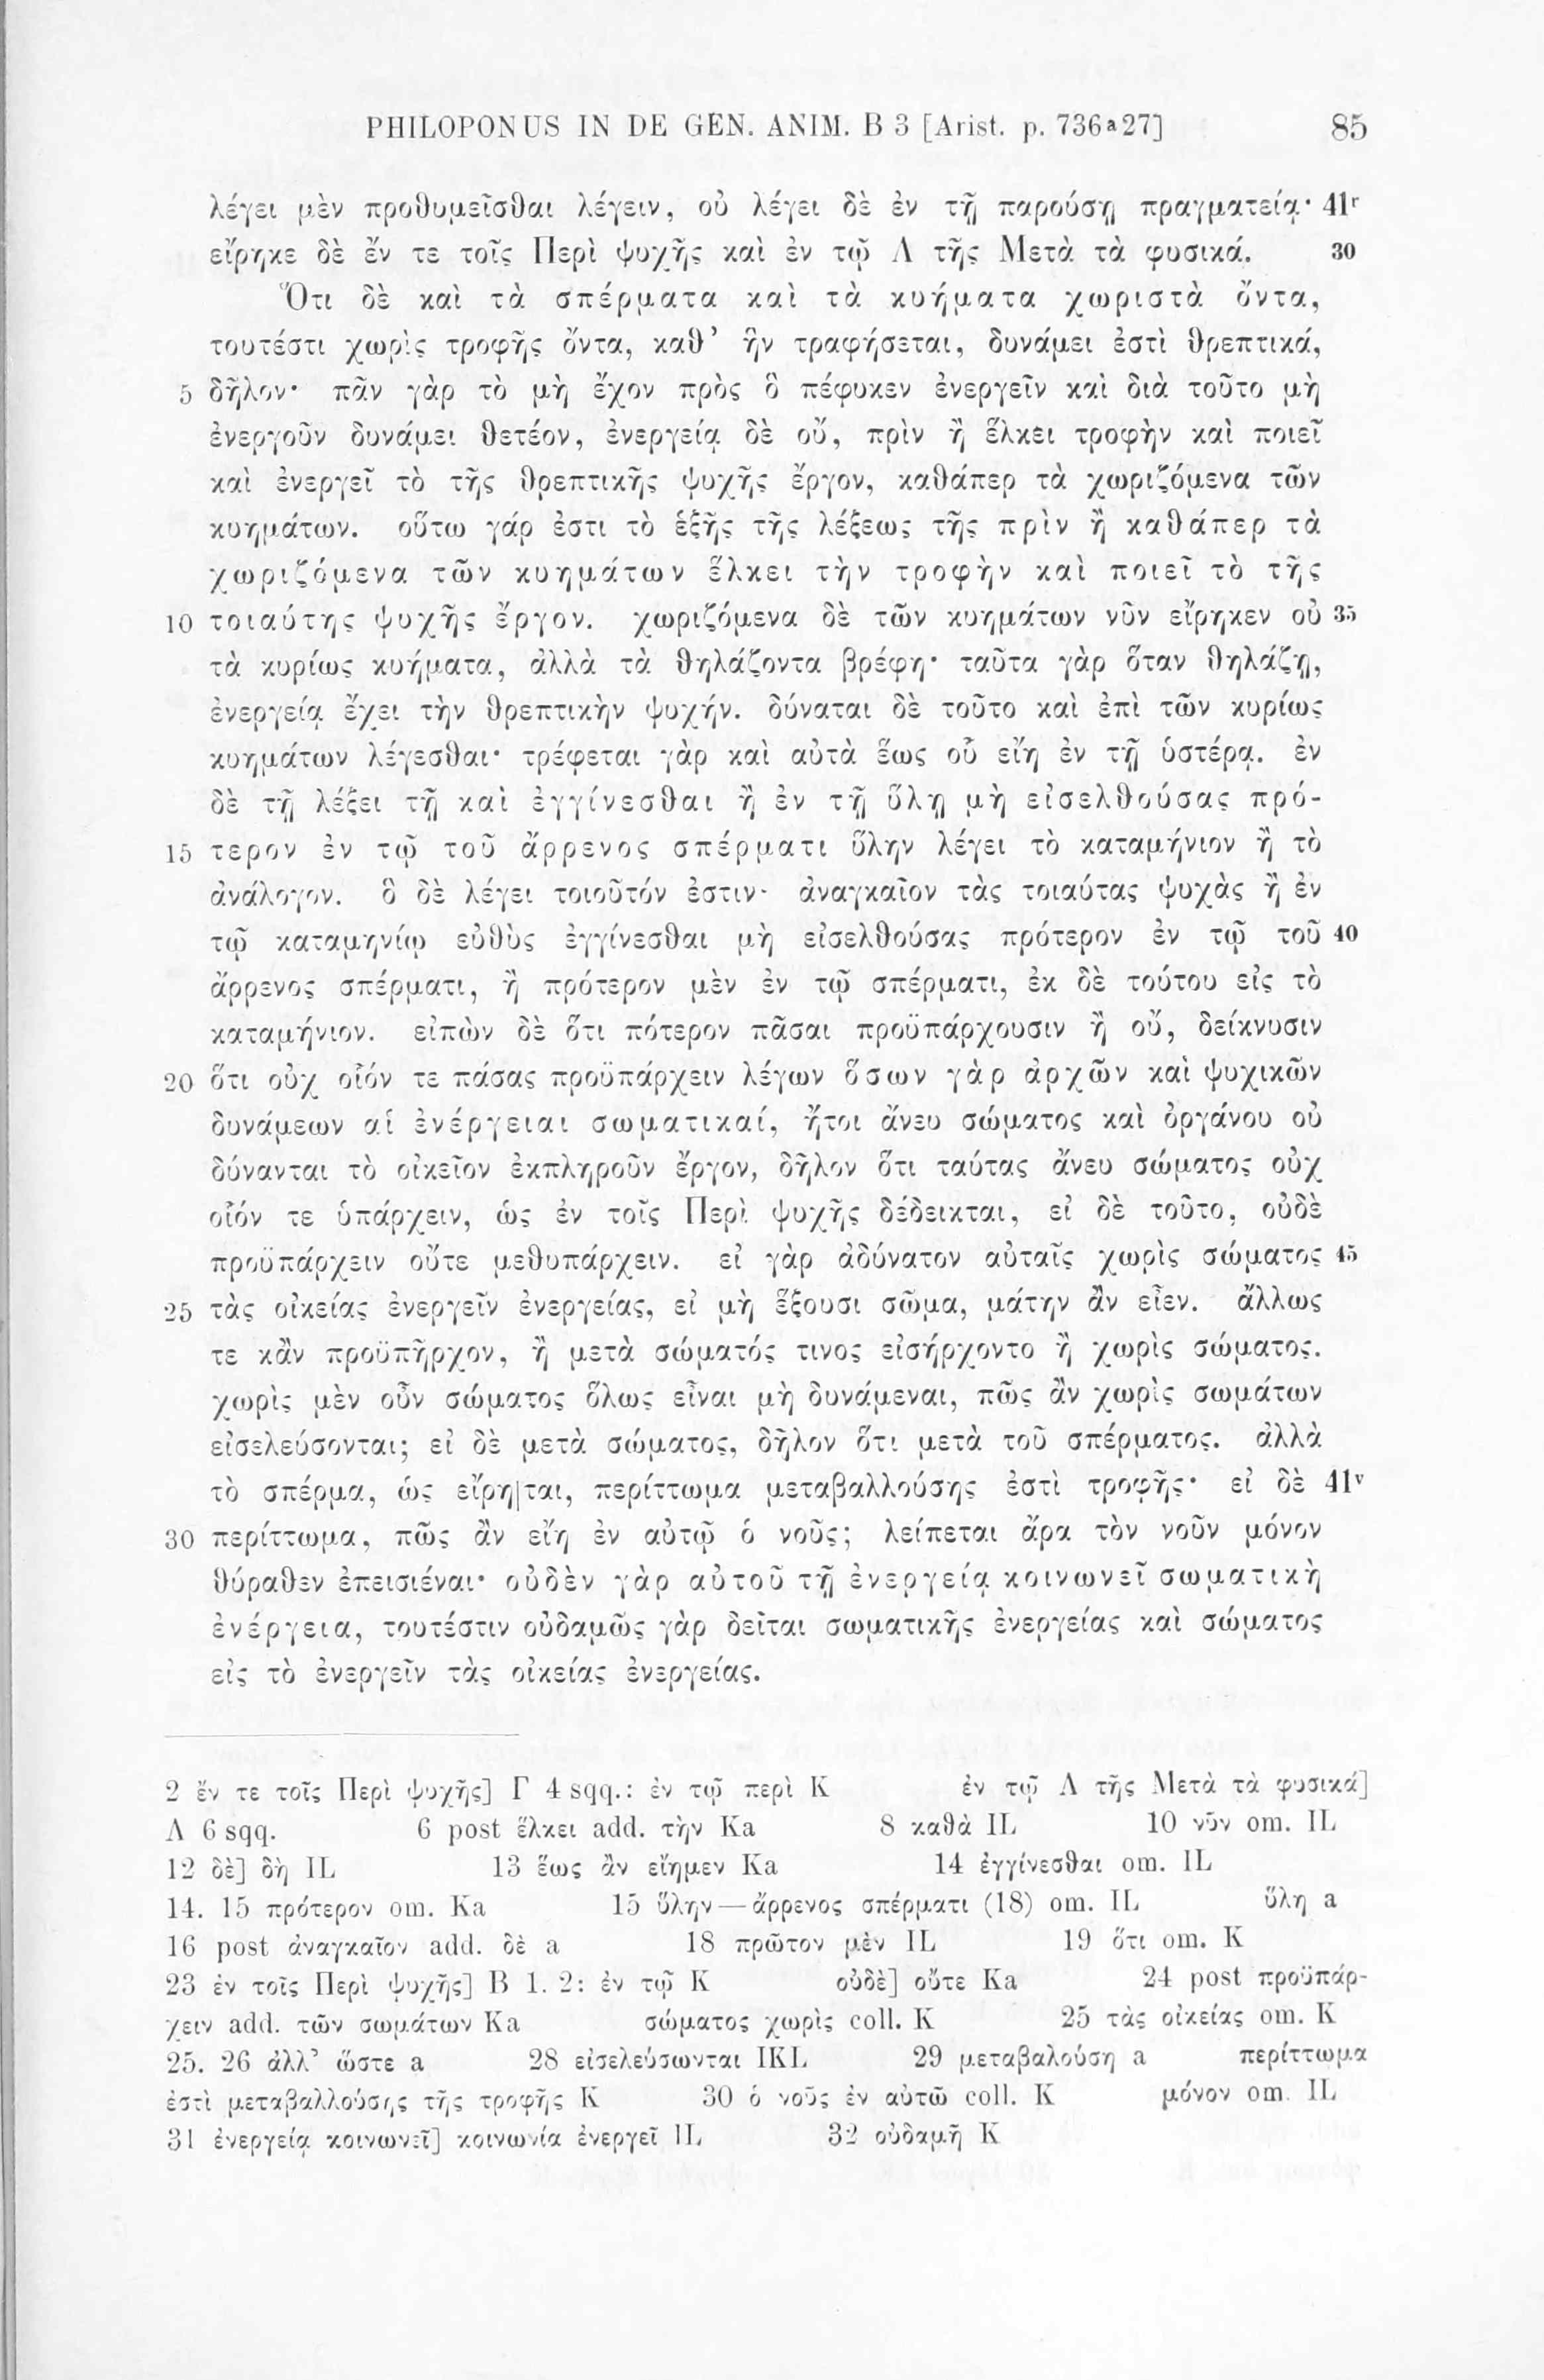 PHILOPONUS IN DE GEN. ANIM. B 3 [Arist. p. 736ᵃ27] 85
λέγει μὲν προθυμεῖσθαι λέγειν, οὐ λέγει δὲ ἐν τῇ παρούσῃ πραγματείᾳ· 41ʳ
εἴρηκε δὲ ἔν τε τοῖς Περὶ ψυχῆς καὶ ἐν τῷ Λ τῆς Μετὰ τὰ φυσικά. 30
Ὅτι δὲ καὶ τὰ σπέρματα καὶ τὰ κυήματα χωριστὰ ὄντα,
τουτέστι χωρὶς τροφῆς ὄντα, καθ’ ἣν τραφήσεται, δυνάμει ἐστὶ θρεπτικά,
5 δῆλον· πᾶν γὰρ τὸ μὴ ἔχον πρὸς ὃ πέφυκεν ἐνεργεῖν καὶ διὰ τοῦτο μὴ
ἐνεργοῦν δυνάμει θετέον, ἐνεργείᾳ δὲ οὔ, πρὶν ἢ ἕλκει τροφὴν καὶ ποιεῖ
καὶ ἐνεργεῖ τὸ τῆς θρεπτικῆς ψυχῆς ἔργον, καθάπερ τὰ χωριζόμενα τῶν
κυημάτων. οὕτω γάρ ἐστι τὸ ἑξῆς τῆς λέξεως τῆς πρὶν ἢ καθάπερ τὰ
χωριζόμενα τῶν κυημάτων ἕλκει τὴν τροφὴν καὶ ποιεῖ τὸ τῆς
10 τοιαύτης ψυχῆς ἔργον. χωριζόμενα δὲ τῶν κυημάτων νῦν εἴρηκεν οὐ 35
τὰ κυρίως κυήματα, ἀλλὰ τὰ θηλάζοντα βρέφη· ταῦτα γὰρ ὅταν θηλάζῃ,
ἐνεργείᾳ ἔχει τὴν θρεπτικὴν ψυχήν. δύναται δὲ τοῦτο καὶ ἐπὶ τῶν κυρίως
κυημάτων λέγεσθαι· τρέφεται γὰρ καὶ αὐτὰ ἕως οὗ εἴη ἐν τῇ ὑστέρᾳ. ἐν
δὲ τῇ λέξει τῇ καὶ ἐγγίνεσθαι ἢ ἐν τῇ ὕλῃ μὴ εἰσελθούσας πρό-
15 τερον ἐν τῷ τοῦ ἄρρενος σπέρματι ὕλην λέγει τὸ καταμήνιον ἢ τὸ
ἀνάλογον. ὃ δὲ λέγει τοιοῦτόν ἐστιν· ἀναγκαῖον τὰς τοιαύτας ψυχὰς ἢ ἐν
τῷ καταμηνίῳ εὐθὺς ἐγγίνεσθαι μὴ εἰσελθούσας πρότερον ἐν τῷ τοῦ 40
ἄρρενος σπέρματι, ἢ πρότερον μὲν ἐν τῷ σπέρματι, ἐκ δὲ τούτου εἰς τὸ
καταμήνιον. εἰπὼν δὲ ὅτι πότερον πᾶσαι προϋπάρχουσιν ἢ οὔ, δείκνυσιν
20 ὅτι οὐχ οἷόν τε πάσας προϋπάρχειν λέγων ὅσων γὰρ ἀρχῶν καὶ ψυχικῶν
δυνάμεων αἱ ἐνέργειαι σωματικαί, ἤτοι ἄνευ σώματος καὶ ὀργάνου οὐ
δύνανται τὸ οἰκεῖον ἐκπληροῦν ἔργον, δῆλον ὅτι ταύτας ἄνευ σώματος οὐχ
οἷόν τε ὑπάρχειν, ὡς ἐν τοῖς Περὶ ψυχῆς δέδεικται, εἰ δὲ τοῦτο, οὐδὲ
προϋπάρχειν οὔτε μεθυπάρχειν. εἰ γὰρ ἀδύνατον αὐταῖς χωρὶς σώματος 45
25 τὰς οἰκείας ἐνεργεῖν ἐνεργείας, εἰ μὴ ἕξουσι σῶμα, μάτην ἂν εἶεν. ἄλλως
τε κἂν προϋπῆρχον, ἢ μετὰ σώματός τινος εἰσήρχοντο ἢ χωρὶς σώματος.
χωρὶς μὲν οὖν σώματος ὅλως εἶναι μὴ δυνάμεναι, πῶς ἂν χωρὶς σωμάτων
εἰσελεύσονται; εἰ δὲ μετὰ σώματος, δῆλον ὅτι μετὰ τοῦ σπέρματος. ἀλλὰ
τὸ σπέρμα, ὡς εἴρη|ται, περίττωμα μεταβαλλούσης ἐστὶ τροφῆς· εἰ δὲ 41ᵛ
30 περίττωμα, πῶς ἂν εἴη ἐν αὐτῷ ὁ νοῦς; λείπεται ἄρα τὸν νοῦν μόνον
θύραθεν ἐπεισιέναι· οὐδὲν γὰρ αὐτοῦ τῇ ἐνεργείᾳ κοινωνεῖ σωματικὴ
ἐνέργεια, τουτέστιν οὐδαμῶς γὰρ δεῖται σωματικῆς ἐνεργείας καὶ σώματος
εἰς τὸ ἐνεργεῖν τὰς οἰκείας ἐνεργείας.
2 ἔν τε τοῖς Περὶ ψυχῆς] Γ 4 sqq.: ἐν τῷ περὶ K ἐν τῷ Λ τῆς Μετὰ τὰ φυσικά]
Λ 6 sqq. 6 post ἕλκει add. τὴν Ka 8 καθὰ IL 10 νῦν om. IL
12 δὲ] δὴ IL 13 ἕως ἂν εἴημεν Ka 14 ἐγγίνεσθαι om. IL
14. 15 πρότερον om. Ka 15 ὕλην — ἄρρενος σπέρματι (18) om. IL ὕλη a
16 post ἀναγκαῖον add. δὲ a 18 πρῶτον μὲν IL 19 ὅτι om. K
23 ἐν τοῖς Περὶ ψυχῆς] B 1. 2: ἐν τῷ K οὐδὲ] οὔτε Ka 24 post προϋπάρ-
χειν add. τῶν σωμάτων Ka σώματος χωρὶς coll. K 25 τὰς οἰκείας om. K
25. 26 ἀλλ’ ὥστε a 28 εἰσελεύσωνται IKL 29 μεταβαλούση a περίττωμα
ἐστὶ μεταβαλλούσης τῆς τροφῆς K 30 ὁ νοῦς ἐν αὐτῶ coll. K μόνον om. IL
31 ἐνεργείᾳ κοινωνεῖ] κοινωνία ἐνεργεῖ IL 32 οὐδαμῆ K